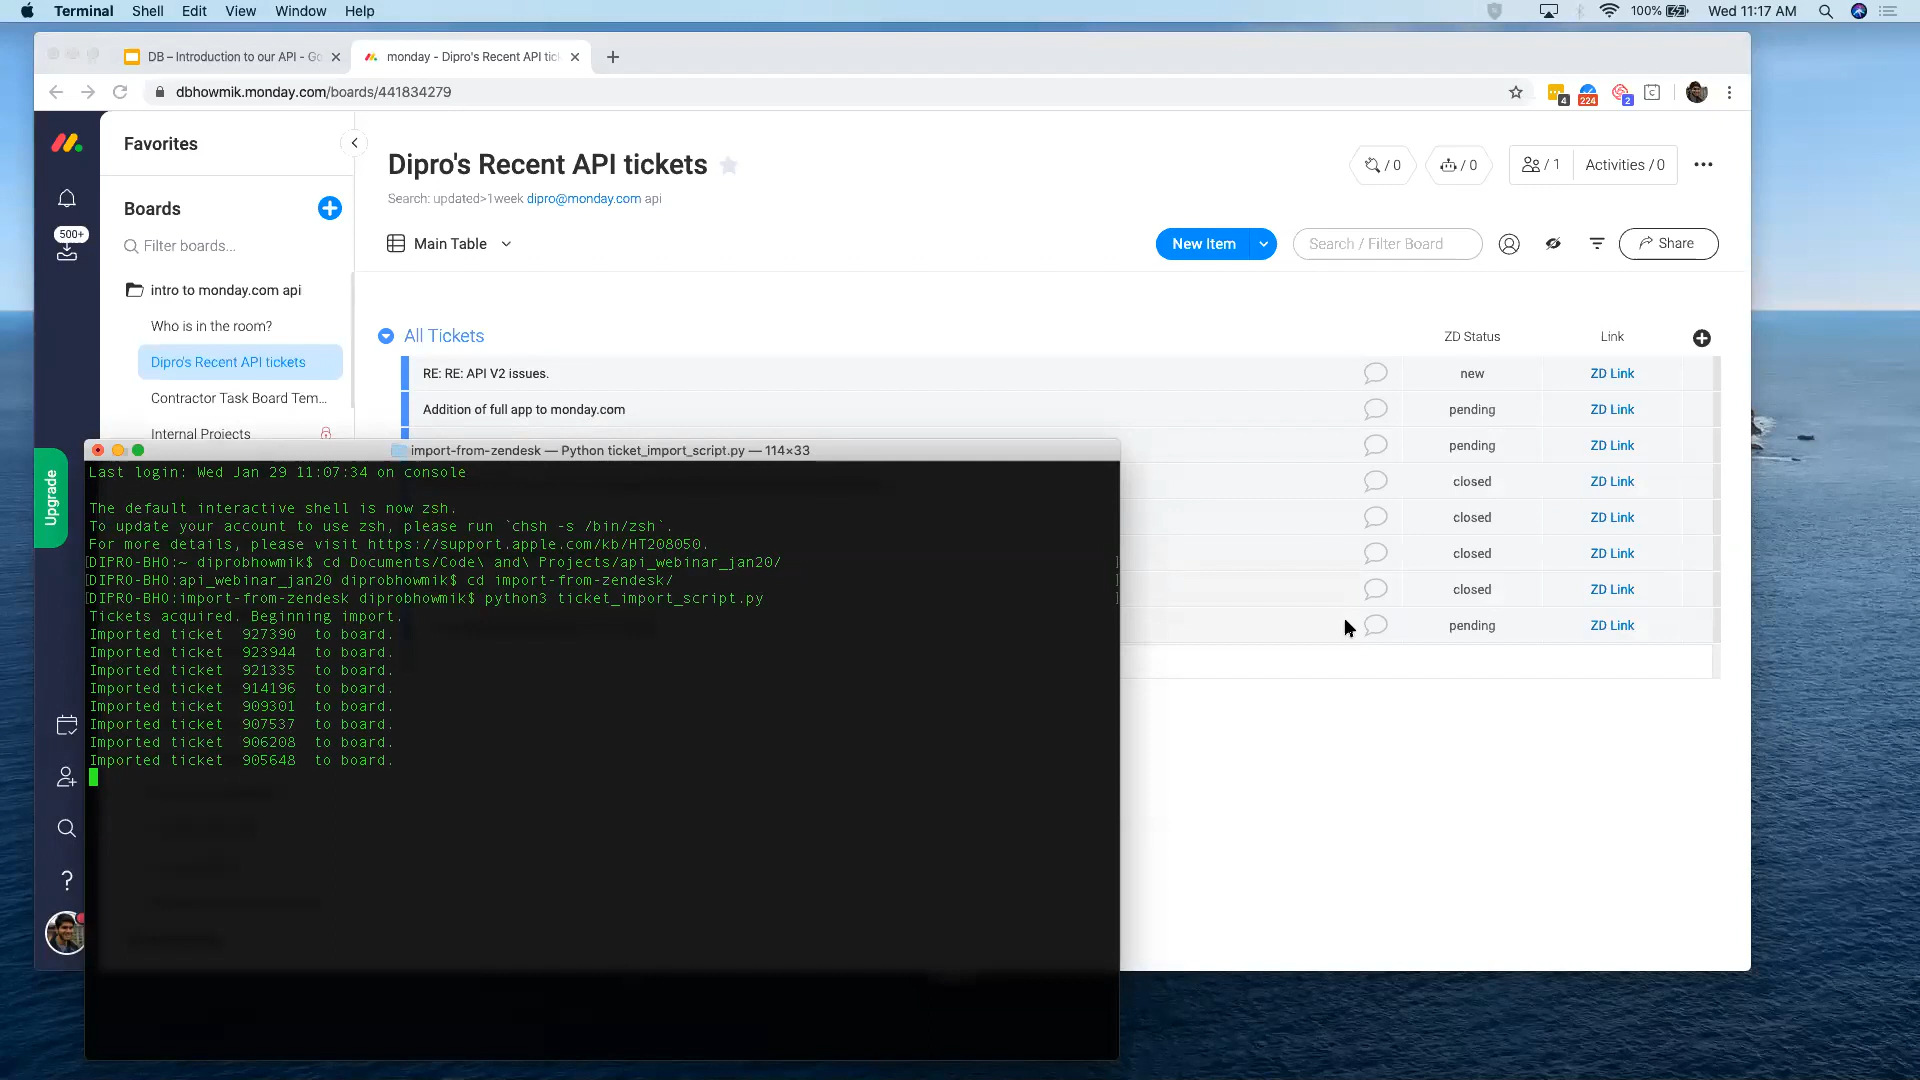 Terminal Shell Edit View Window Help
100% Wed 11:17 AM
DB – Introduction to our API - Go
monday - Dipro's Recent API tic
dbhowmik.monday.com/boards/441834279
4
224
2
Favorites
Dipro's Recent API tickets
/ 0
/ 0
/ 1
Activities / 0
Search: updated>1week dipro@monday.com api
Boards
500+
Filter boards...
Main Table
New Item
Search / Filter Board
Share
intro to monday.com api
Who is in the room?
Dipro's Recent API tickets
Contractor Task Board Tem...
Internal Projects
Upgrade
All Tickets
ZD Status
Link
RE: RE: API V2 issues.
new
ZD Link
Addition of full app to monday.com
pending
ZD Link
pending
ZD Link
closed
ZD Link
closed
ZD Link
closed
ZD Link
closed
ZD Link
pending
ZD Link
import-from-zendesk — Python ticket_import_script.py — 114×33
Last login: Wed Jan 29 11:07:34 on console
The default interactive shell is now zsh.
To update your account to use zsh, please run `chsh -s /bin/zsh`.
For more details, please visit https://support.apple.com/kb/HT208050.
[DIPRO-BHO:~ diprobhowmik$ cd Documents/Code\ and\ Projects/api_webinar_jan20/ ]
[DIPRO-BHO:api_webinar_jan20 diprobhowmik$ cd import-from-zendesk/ ]
[DIPRO-BHO:import-from-zendesk diprobhowmik$ python3 ticket_import_script.py ]
Tickets acquired. Beginning import.
Imported ticket  927390  to board.
Imported ticket  923944  to board.
Imported ticket  921335  to board.
Imported ticket  914196  to board.
Imported ticket  909301  to board.
Imported ticket  907537  to board.
Imported ticket  906208  to board.
Imported ticket  905648  to board.